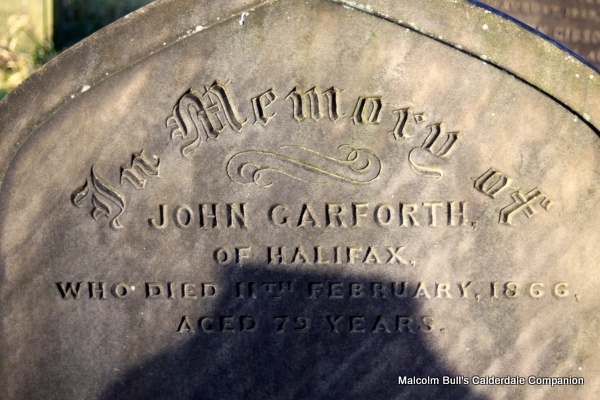 In Memory of
JOHN GARFORTH,
OF HALIFAX,
WHO DIED 11TH FEBRUARY, 1866,
AGED 79 YEARS.
Malcolm Bull's Calderdale Companion